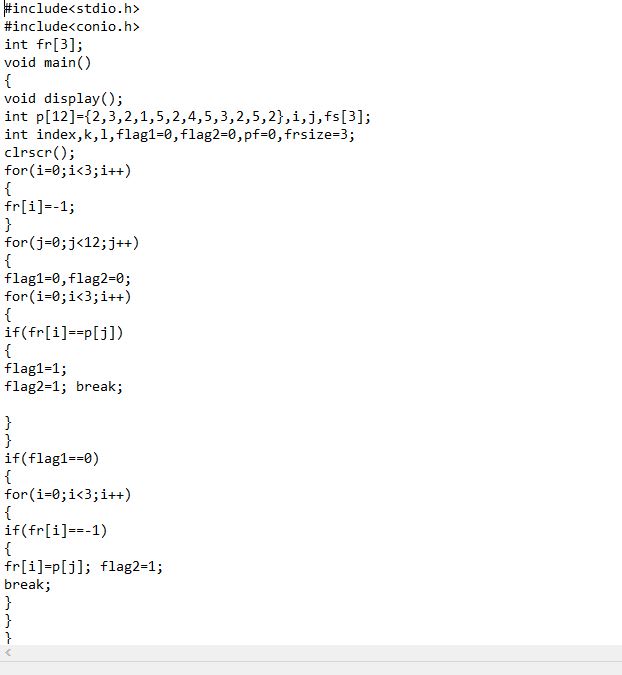 #include<stdio.h>
#include<conio.h>
int fr[3];
void main()
{
void display();
int p[12]={2,3,2,1,5,2,4,5,3,2,5,2},i,j,fs[3];
int index,k,l,flag1=0,flag2=0,pf=0,frsize=3;
clrscr();
for(i=0;i<3;i++)
{
fr[i]=-1;
}
for(j=0;j<12;j++)
{
flag1=0,flag2=0;
for(i=0;i<3;i++)
{
if(fr[i]==p[j])
{
flag1=1;
flag2=1; break;
}
}
if(flag1==0)
{
for(i=0;i<3;i++)
{
if(fr[i]==-1)
{
fr[i]=p[j]; flag2=1;
break;
}
}
}